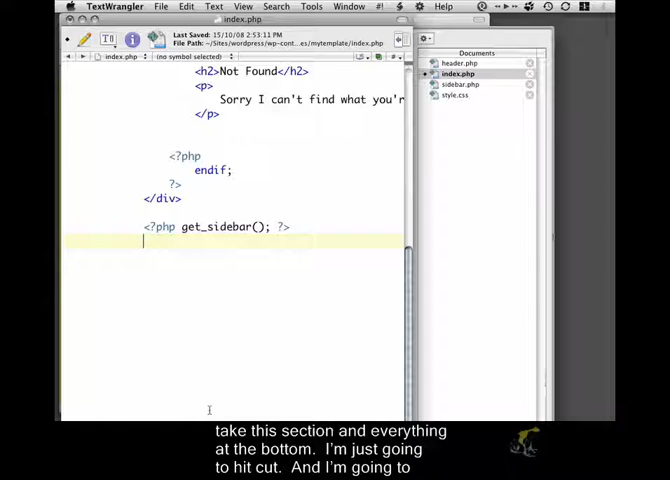 TextWrangler File Edit Text View Search Tools Window Help
index.php
Last Saved: 15/10/08 2:53:11 PM
File Path: ~/Sites/wordpress/wp-cont...es/mytemplate/index.php
index.php (no symbol selected)
<h2>Not Found</h2>
<p>
Sorry I can't find what you'r
</p>
<?php
endif;
?>
</div>
<?php get_sidebar(); ?>
Documents
header.php
index.php
sidebar.php
style.css
take this section and everything
at the bottom. I'm just going
to hit cut. And I'm going to